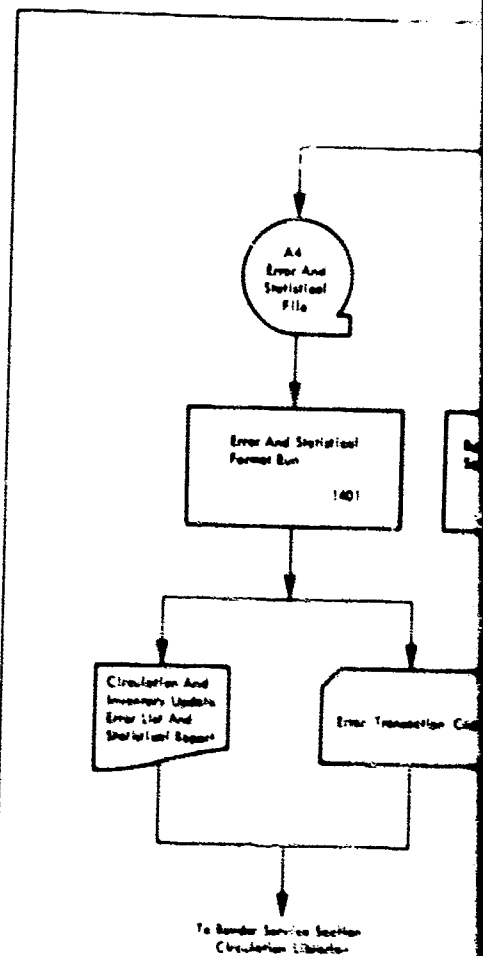 A4
Error And
Statistical
File
Error And Statistical
Format Run
1401
Circulation And
Inventory Update
Error List And
Statistical Report
Error Transaction
To Reader Service Section
Circulation Librarian